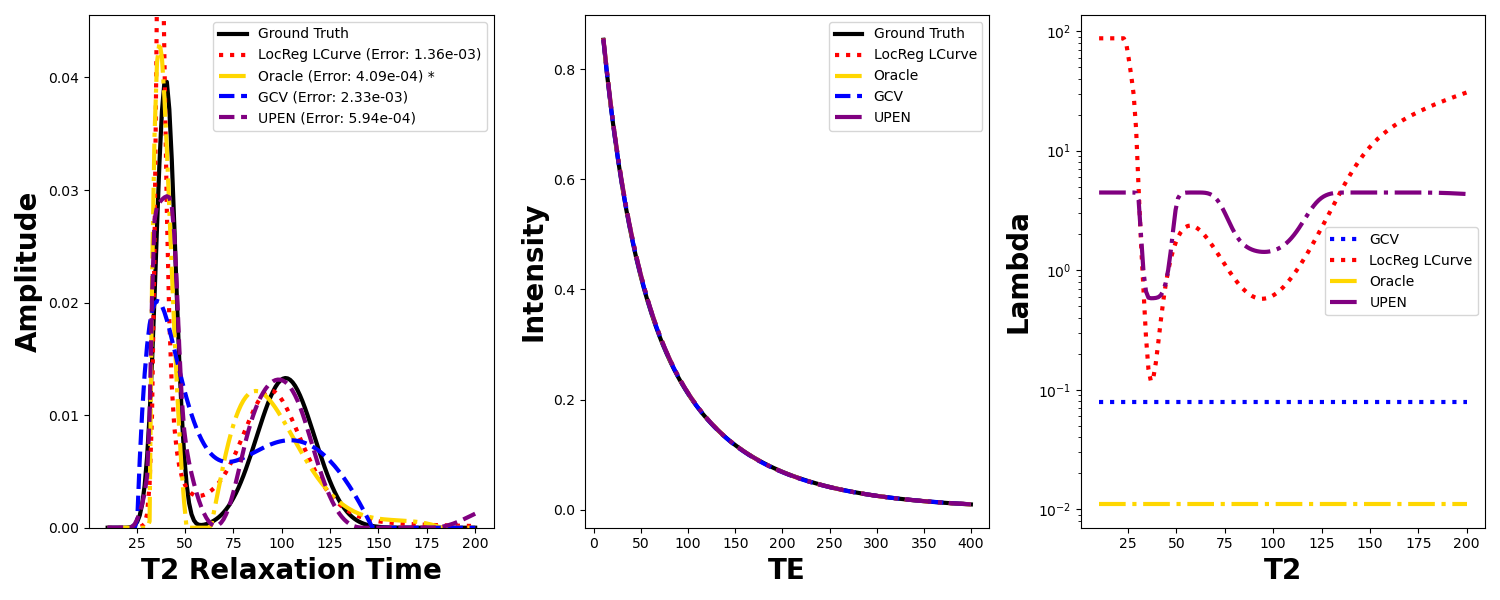 Amplitude
0.04
0.03
0.02
0.01
0.00
25
50
75
100
125
150
175
200
T2 Relaxation Time
Ground Truth
LocReg LCurve (Error: 1.36e-03)
Oracle (Error: 4.09e-04) *
GCV (Error: 2.33e-03)
UPEN (Error: 5.94e-04)
Intensity
0.8
0.6
0.4
0.2
0.0
0
50
100
150
200
250
300
350
400
TE
Ground Truth
LocReg LCurve
Oracle
GCV
UPEN
Lambda
10²
10¹
10⁰
10⁻¹
10⁻²
25
50
75
100
125
150
175
200
T2
GCV
LocReg LCurve
Oracle
UPEN